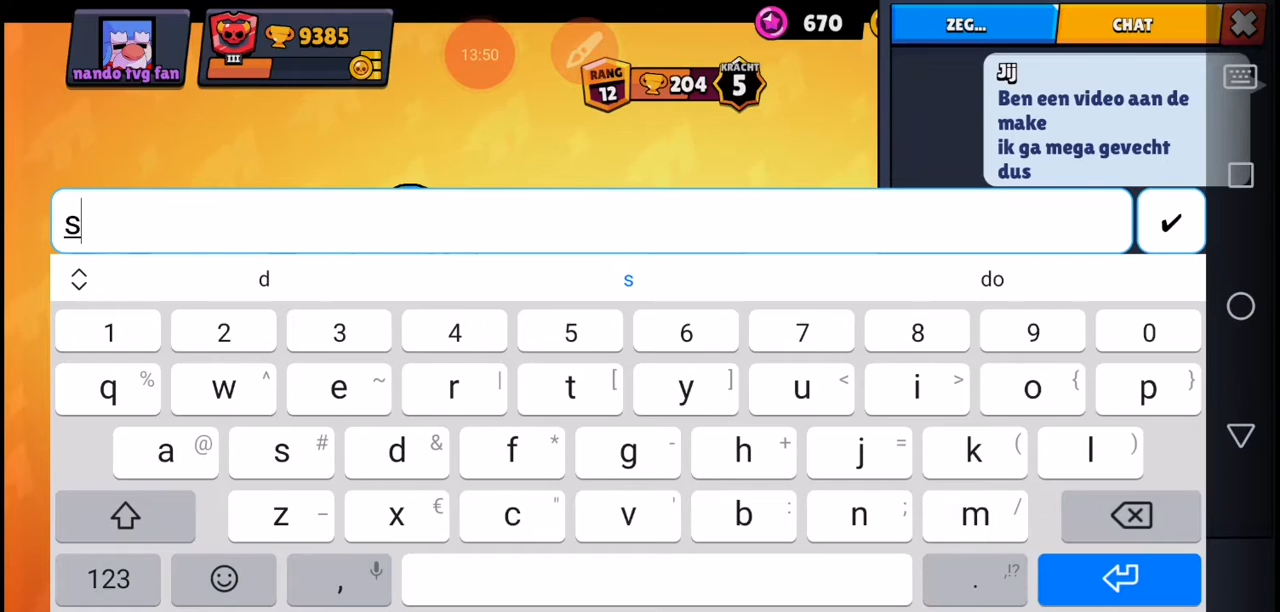 nando fvg fan
III
9385
13:50
RANG
12
204
KRACHT
5
670
ZEG...
CHAT
Jij
Ben een video aan de
make
ik ga mega gevecht
dus
s
d
s
do
1 2 3 4 5 6 7 8 9 0
q % w ^ e ~ r | t [ y ] u < i > o { p }
a @ s # d & f * g - h + j = k ( l )
z – x € c " v ' b : n ; m /
123 , . ,!?